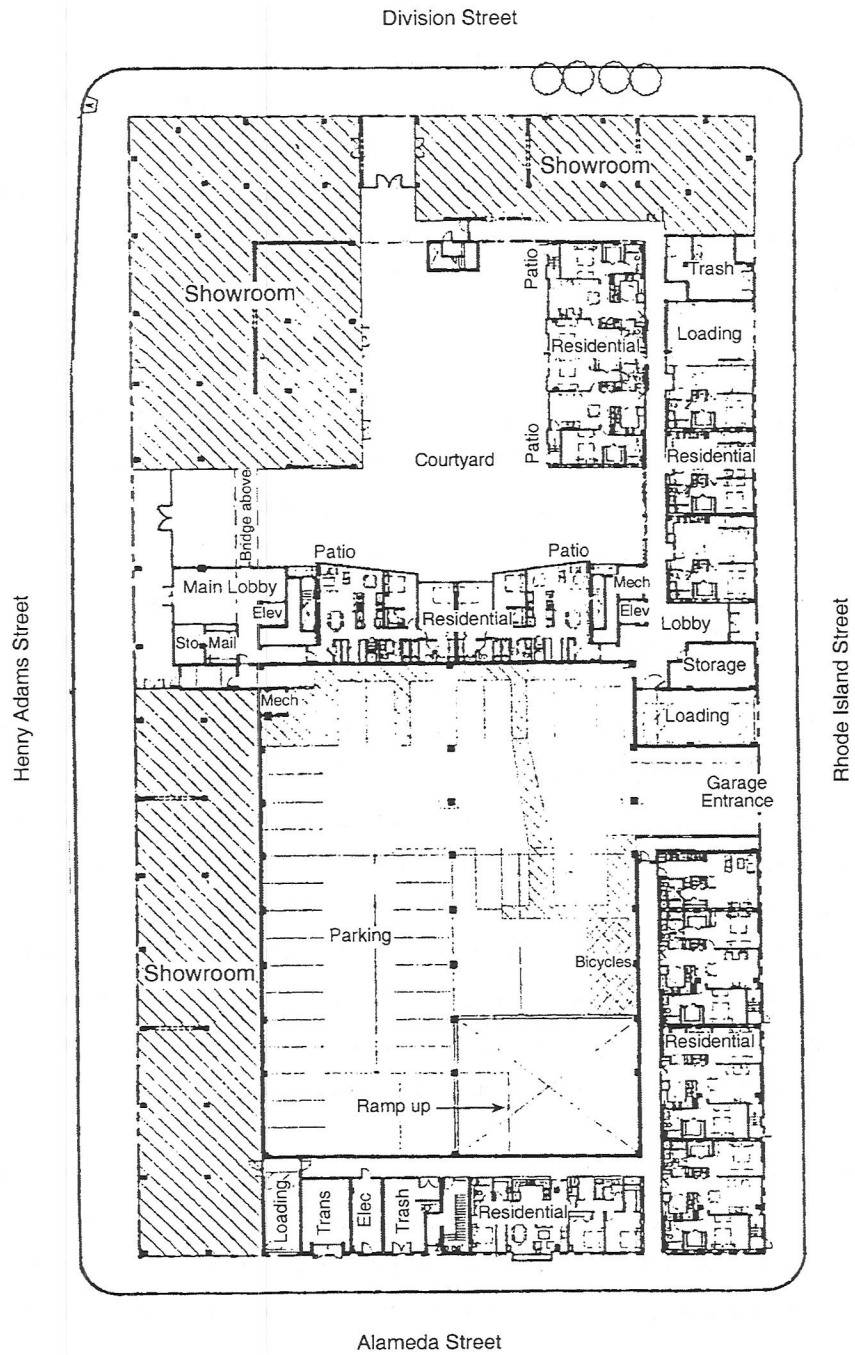 Division Street
A
Showroom
Patio
Trash
Showroom
Loading
Residential
Patio
Courtyard
Residential
Bridge above
Patio
Patio
Main Lobby
Mech
Elev
Residential
Elev
Lobby
Sto
Mail
Storage
Mech
Loading
Henry Adams Street
Rhode Island Street
Garage
Entrance
Parking
Bicycles
Showroom
Residential
Ramp up
Loading
Trans
Elec
Trash
Residential
Alameda Street